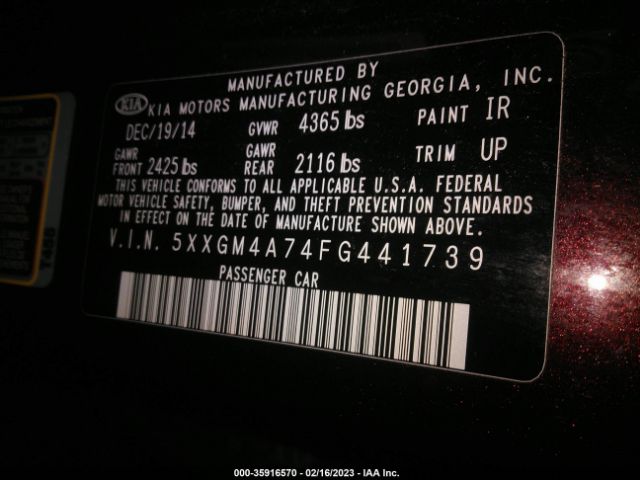 MANUFACTURED BY
KIA KIA MOTORS MANUFACTURING GEORGIA, INC.
DEC/19/14 GVWR 4365 lbs PAINT IR
GAWR FRONT 2425 lbs GAWR REAR 2116 lbs TRIM UP
THIS VEHICLE CONFORMS TO ALL APPLICABLE U.S.A. FEDERAL
MOTOR VEHICLE SAFETY, BUMPER, AND THEFT PREVENTION STANDARDS
IN EFFECT ON THE DATE OF MANUFACTURE SHOWN ABOVE.
V.I.N. 5XXGM4A74FG441739
PASSENGER CAR
000-35916570 - 02/16/2023 - IAA Inc.